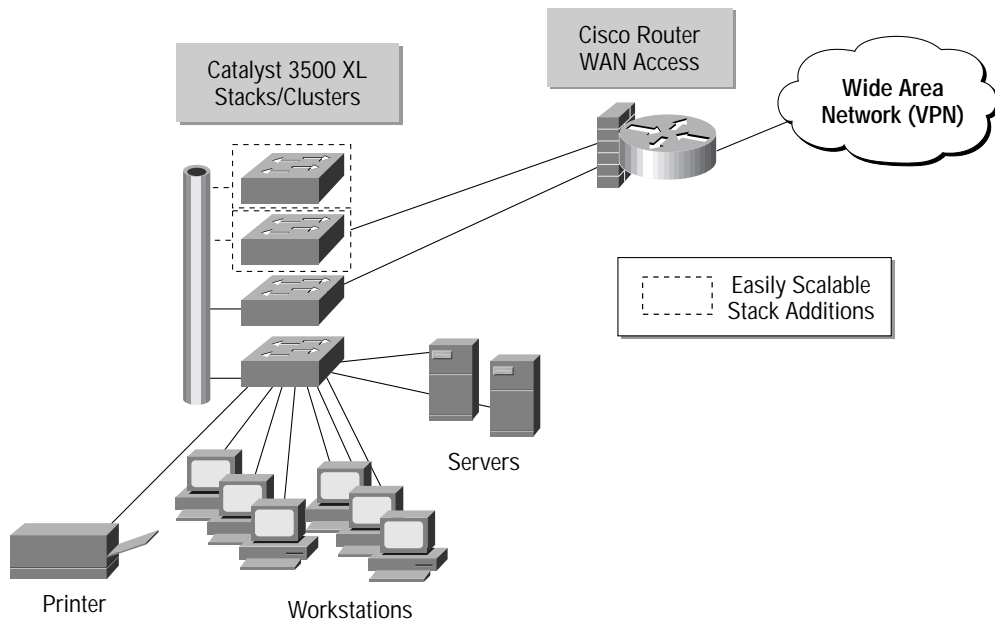 Catalyst 3500 XL
Stacks/Clusters
Cisco Router
WAN Access
Wide Area
Network (VPN)
Easily Scalable
Stack Additions
Servers
Printer
Workstations